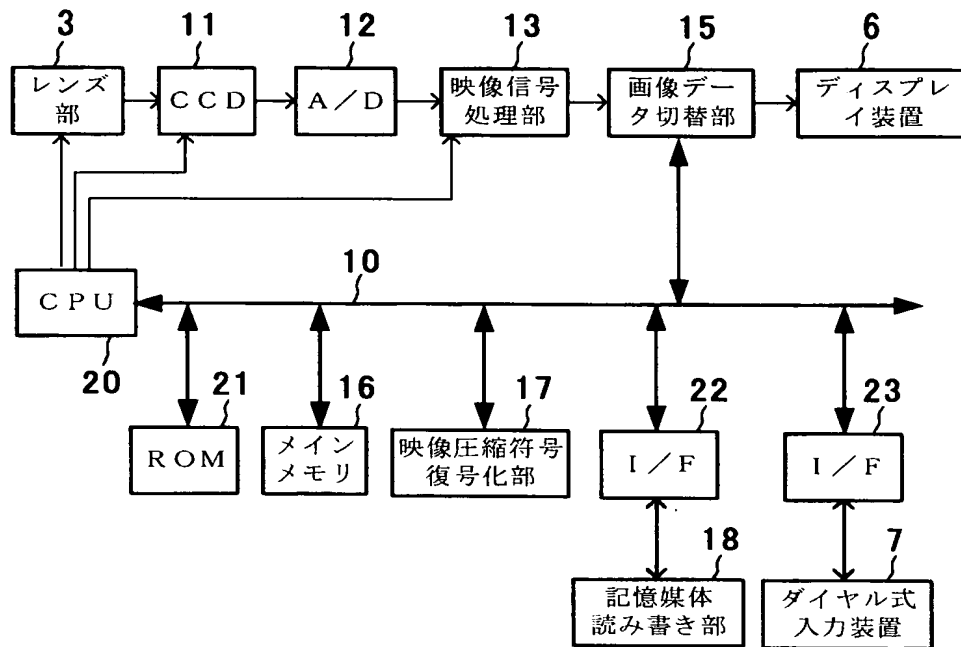 3
11
12
13
15
6
レンズ
部
CCD
A/D
映像信号
処理部
画像デー
タ切替部
ディスプレ
イ装置
CPU
10
20
21
16
17
22
23
ROM
メイン
メモリ
映像圧縮符号
復号化部
I/F
I/F
18
7
記憶媒体
読み書き部
ダイヤル式
入力装置